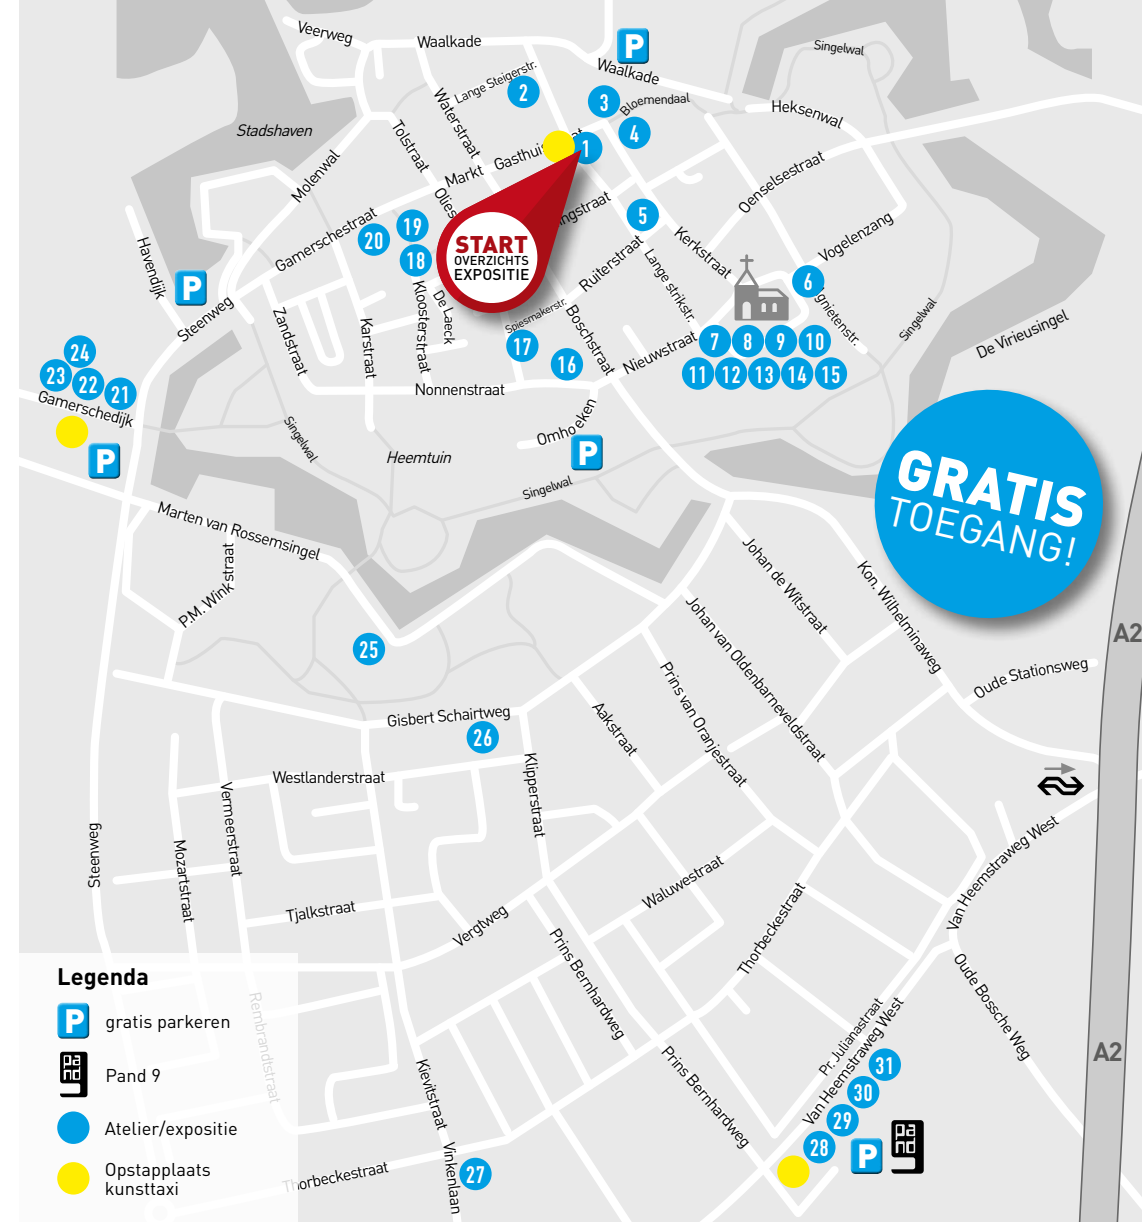 Veerweg
Waalkade
P
Waalkade
Singelwal
Lange Steigerstr.
2
3
Bloemendaal
Heksenwal
Waterstraat
Stadshaven
Tolstraat
4
1
Markt
Molenwal
Oenselsestraat
5
Gamerschestraat
19
20
18
START
OVERZICHTS
EXPOSITIE
Kerkstraat
Vogelenzang
Havendijk
P
Ruiterstraat
Lange strikstr.
6
Steenweg
Zandstraat
Karstraat
Kloosterstraat
De Laeck
Spiesmakerstr.
Boschstraat
Singelwal
De Virieusingel
17
16
Nieuwstraat
7 8 9 10
11 12 13 14 15
24
23 22 21
Gamerschedijk
P
Nonnenstraat
Omhoeken
P
Singelwal
Heemtuin
Singelwal
GRATIS
TOEGANG!
Marten van Rossemsingel
P.M. Winkstraat
Johan de Witstraat
Kon. Wilhelminaweg
A2
25
Johan van Oldenbarneveldstraat
Oude Stationsweg
Prins van Oranjestraat
Gisbert Schairtweg
26
Aakstraat
Westlanderstraat
Klipperstraat
Vermeerstraat
Steenweg
Mozartstraat
Van Heemstraweg West
Waluwestraat
Tjalkstraat
Vergtweg
Thorbeckestraat
Prins Bernhardweg
Oude Bossche Weg
Legenda
P gratis parkeren
pand
Pand 9
Atelier/expositie
Opstapplaats
kunsttaxi
Rembrandtstraat
Pr. Julianastraat
Van Heemstraweg West
A2
Kievitstraat
Prins Bernhardweg
31
30
29
28
P
pand
Vinkenlaan
27
Thorbeckestraat